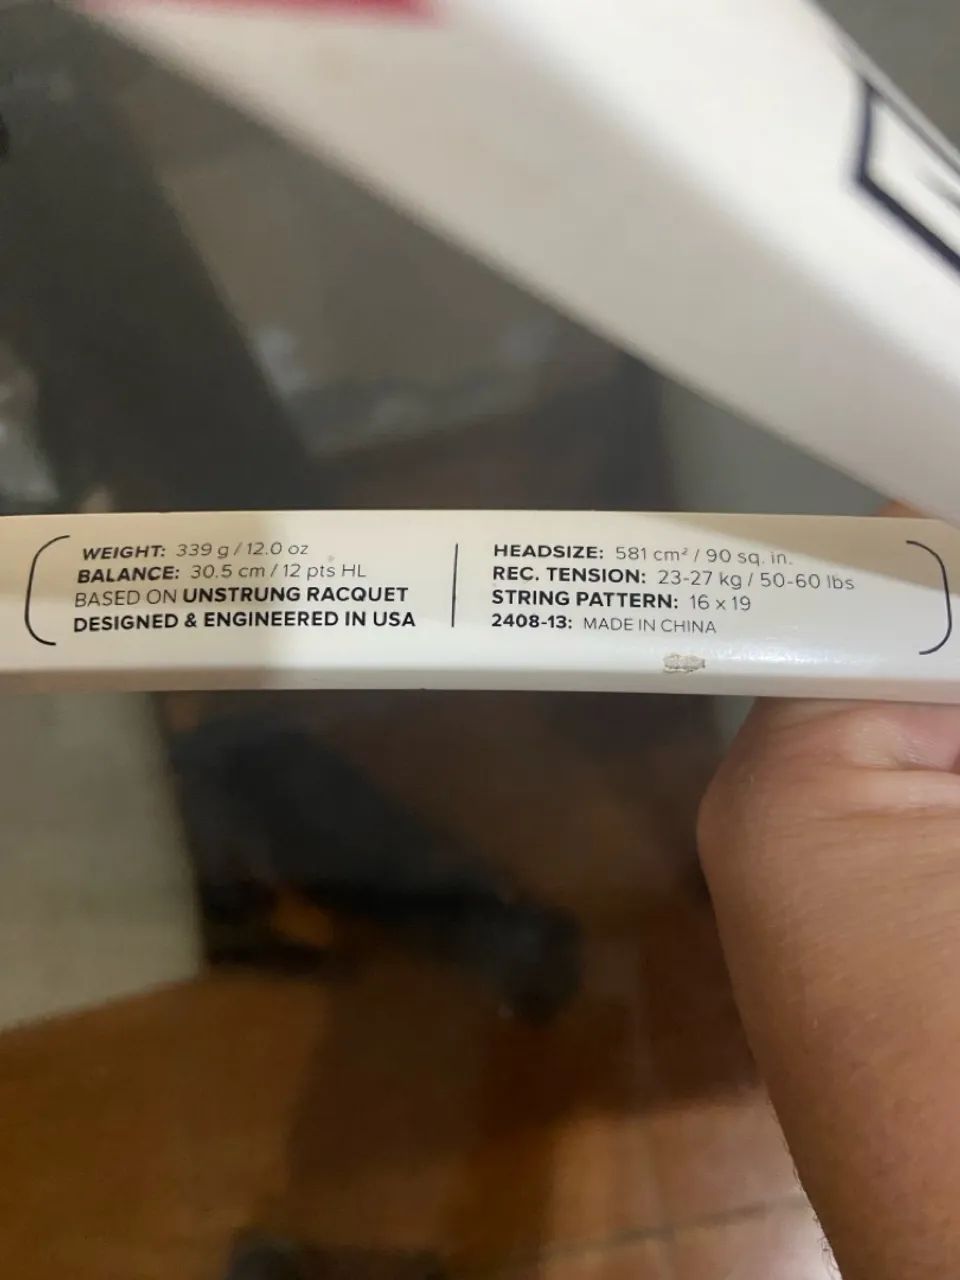 WEIGHT: 339 g / 12.0 oz
BALANCE: 30.5 cm / 12 pts HL
BASED ON UNSTRUNG RACQUET
DESIGNED & ENGINEERED IN USA
HEADSIZE: 581 cm² / 90 sq. in.
REC. TENSION: 23-27 kg / 50-60 lbs
STRING PATTERN: 16 x 19
2408-13: MADE IN CHINA